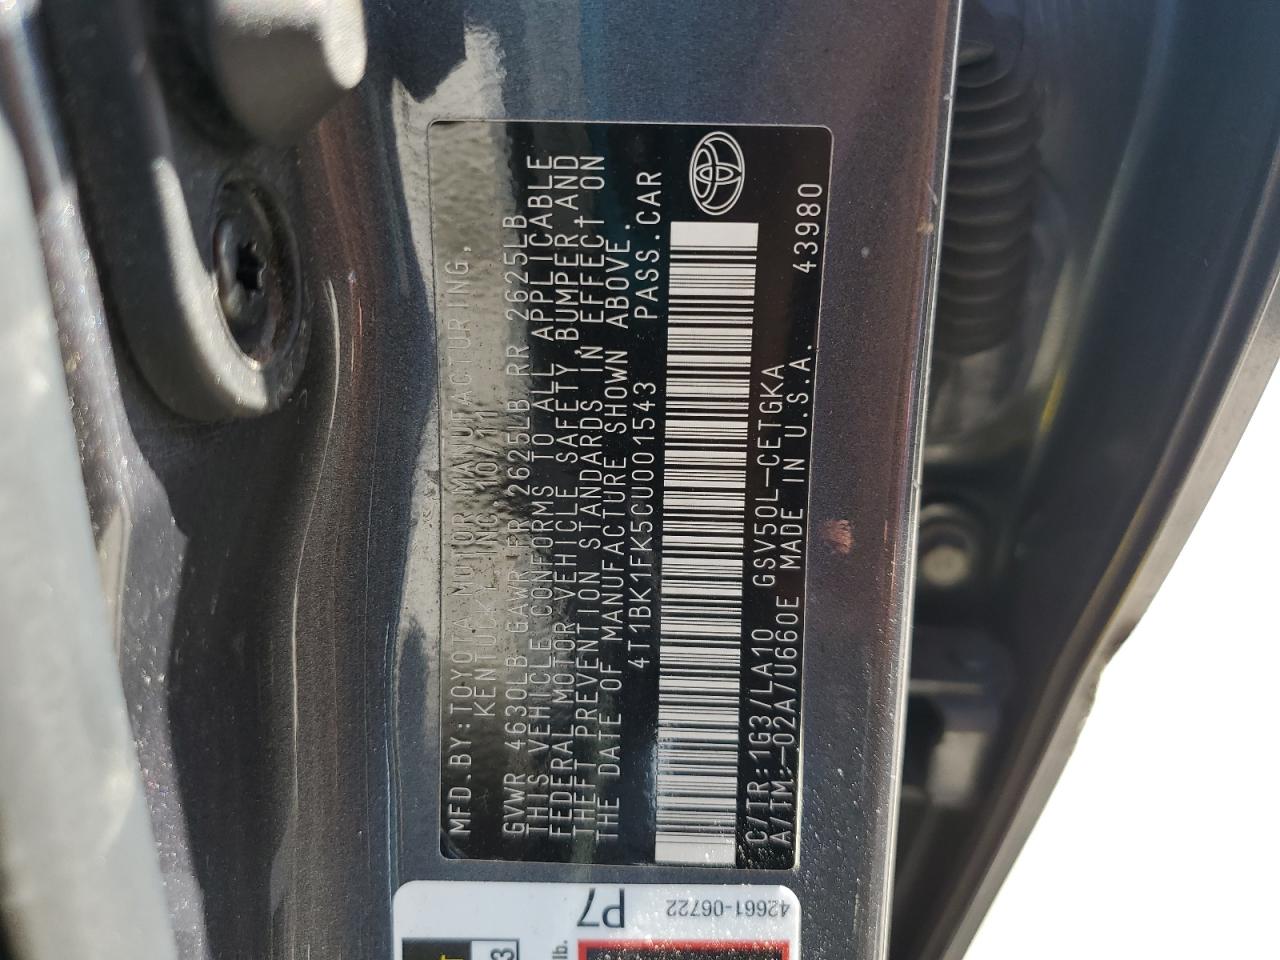 MFD.BY:TOYOTA MOTOR MANUFACTURING,
KENTUCKY, INC. 10/11
GVWR 4630LB GAWR FR 2625LB RR 2625LB
THIS VEHICLE CONFORMS TO ALL APPLICABLE
FEDERAL MOTOR VEHICLE SAFETY, BUMPER, AND
THEFT PREVENTION STANDARDS IN EFFECT ON
THE DATE OF MANUFACTURE SHOWN ABOVE.
4T1BK1FK5CU001543 PASS.CAR
C/TR:1G3/LA10 GSV50L-CETGKA
A/TM:-02A/U660E MADE IN U.S.A. 43980
42661-06722
P7
lb.
3